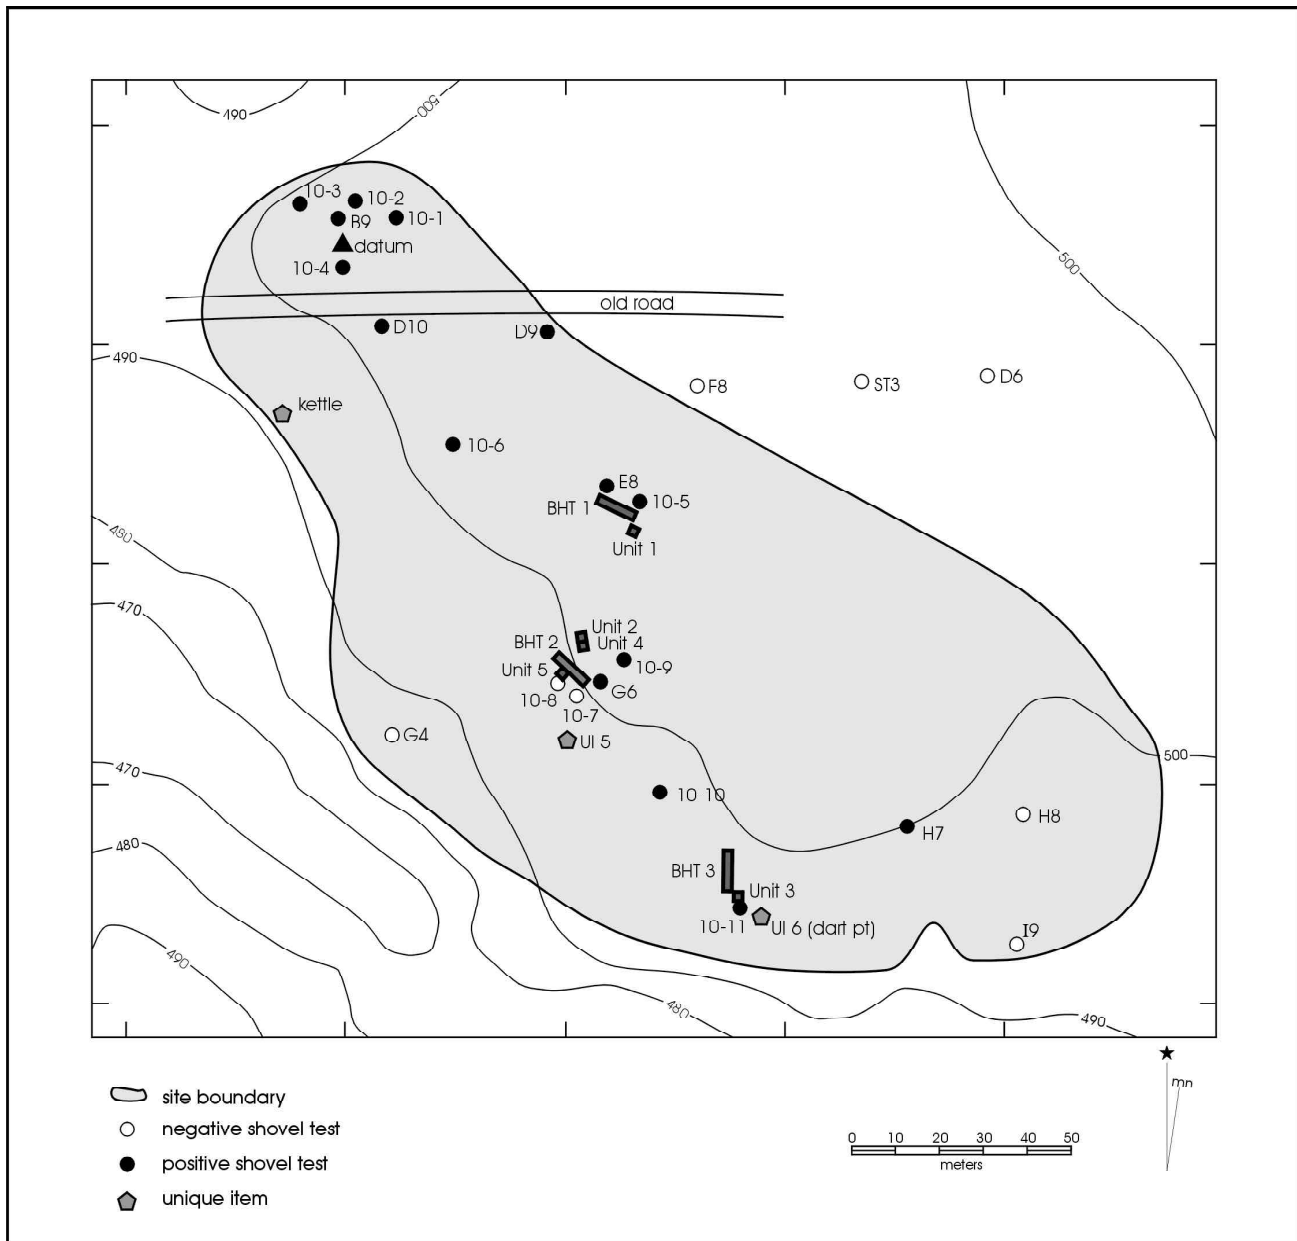 490
500
10-3
10-2
B9
10-1
datum
10-4
500
old road
D10
D9
490
F8
ST3
D6
kettle
10-6
E8
BHT 1
10-5
480
Unit 1
470
Unit 2
BHT 2
Unit 4
Unit 5
10-9
10-8
G6
10-7
G4
UI 5
500
470
10 10
H8
H7
480
BHT 3
Unit 3
10-11
UI 6 (dart pt)
I9
490
480
490
mn
site boundary
negative shovel test
positive shovel test
unique item
0 10 20 30 40 50
meters